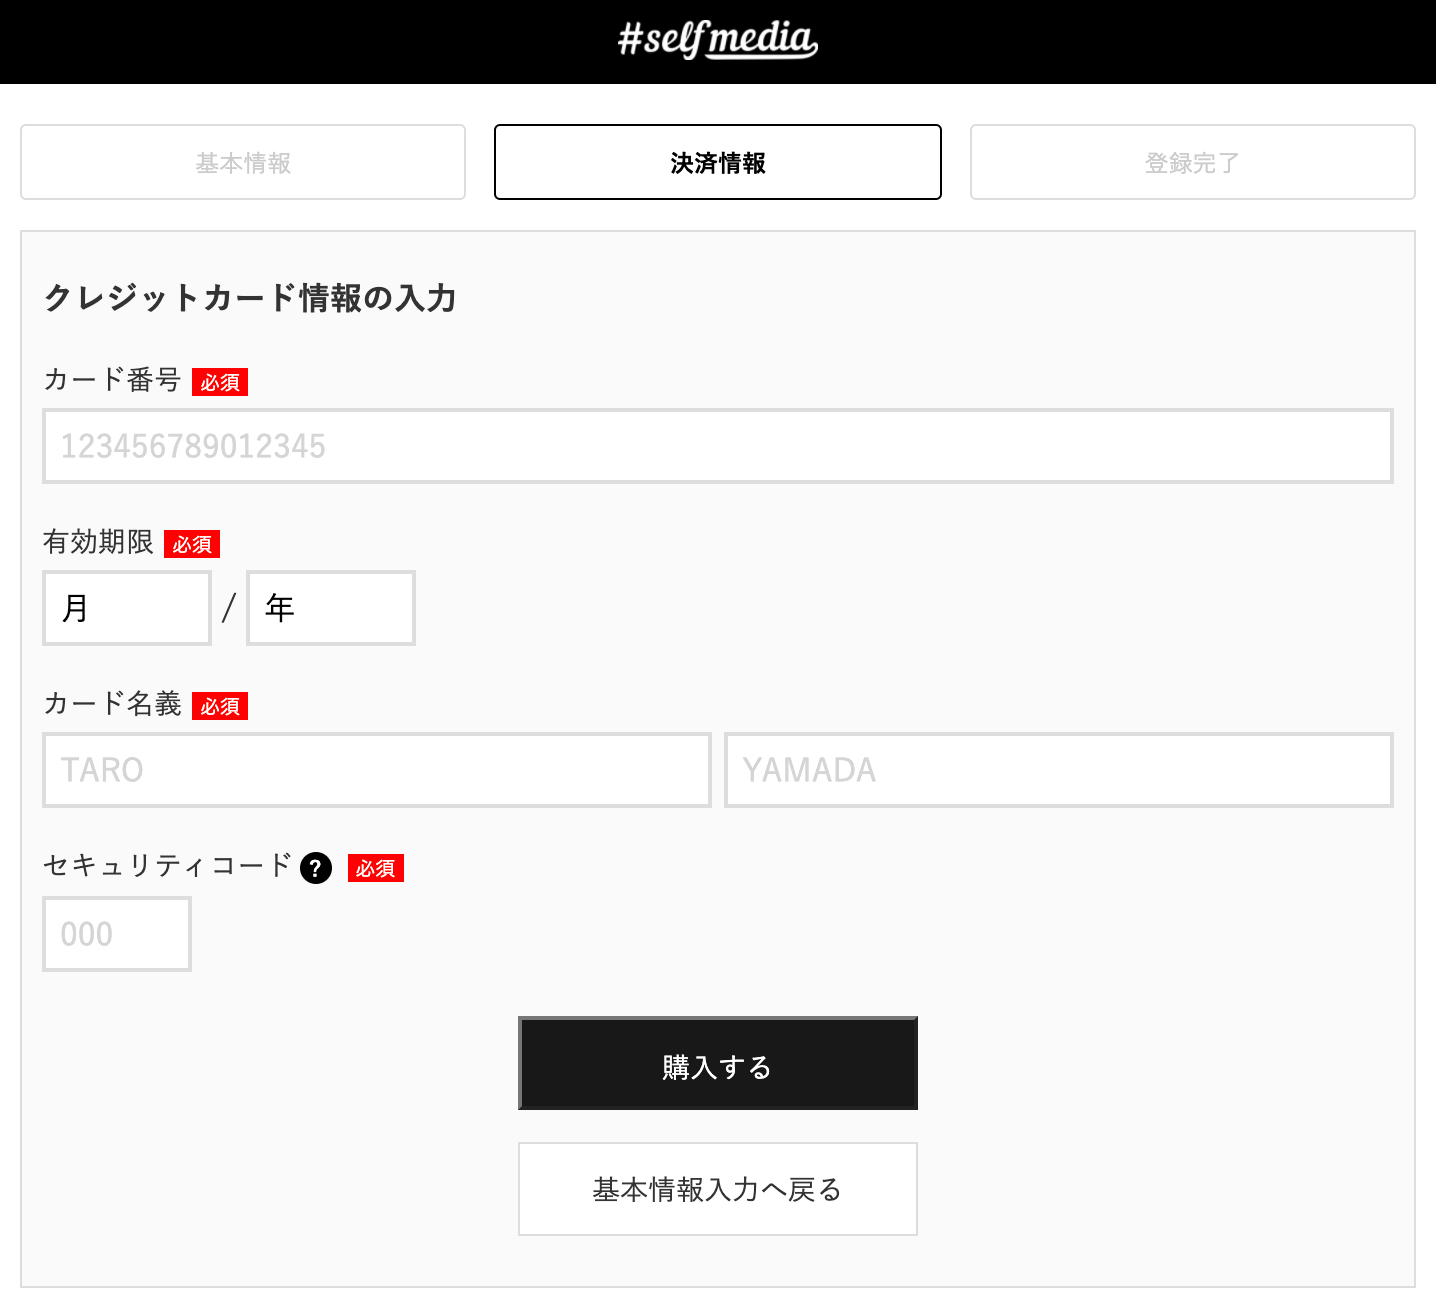 #selfmedia
基本情報
決済情報
登録完了
クレジットカード情報の入力
カード番号 必須
123456789012345
有効期限 必須
月 / 年
カード名義 必須
TARO YAMADA
セキュリティコード ? 必須
000
購入する
基本情報入力へ戻る